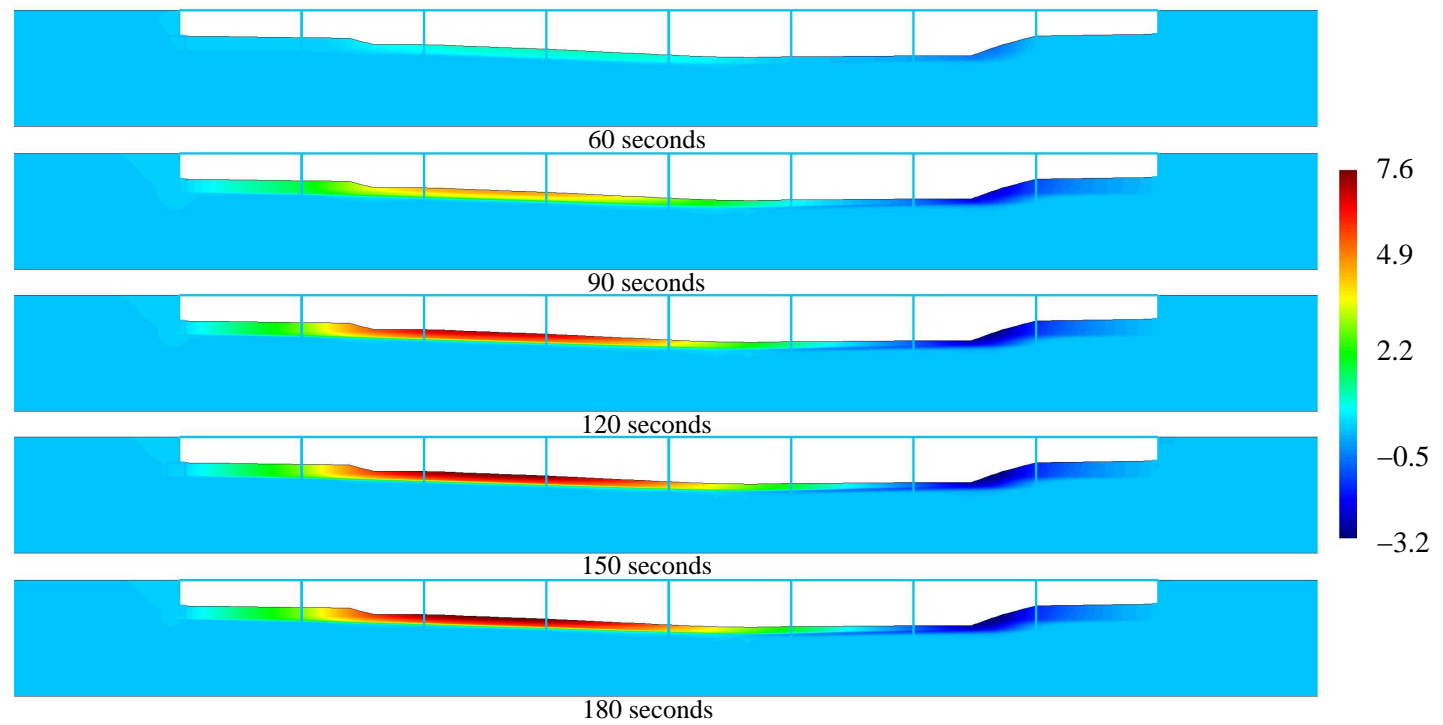 60 seconds
7.6
4.9
90 seconds
2.2
120 seconds
−0.5
−3.2
150 seconds
180 seconds